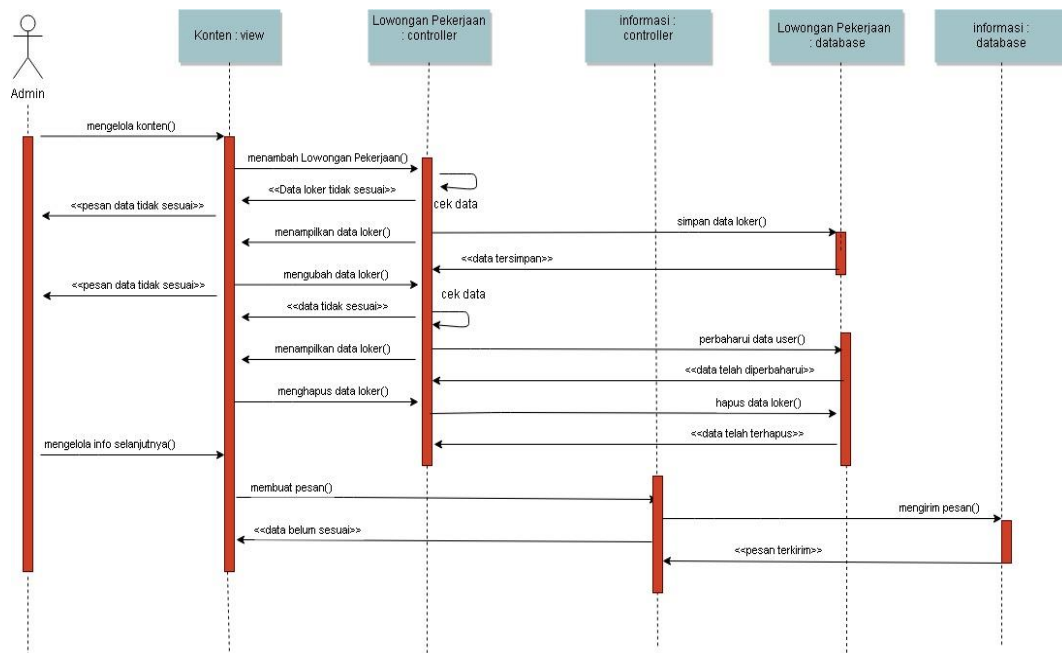 Konten : view
Lowongan Pekerjaan
: controller
informasi :
controller
Lowongan Pekerjaan
: database
informasi :
database
Admin
mengelola konten()
menambah Lowongan Pekerjaan()
<<Data loker tidak sesuai>>
cek data
<<pesan data tidak sesuai>>
simpan data loker()
menampilkan data loker()
<<data tersimpan>>
mengubah data loker()
<<pesan data tidak sesuai>>
cek data
<<data tidak sesuai>>
perbaharui data user()
menampilkan data loker()
<<data telah diperbaharui>>
menghapus data loker()
hapus data loker()
<<data telah terhapus>>
mengelola info selanjutnya()
membuat pesan()
mengirim pesan()
<<data belum sesuai>>
<<pesan terkirim>>